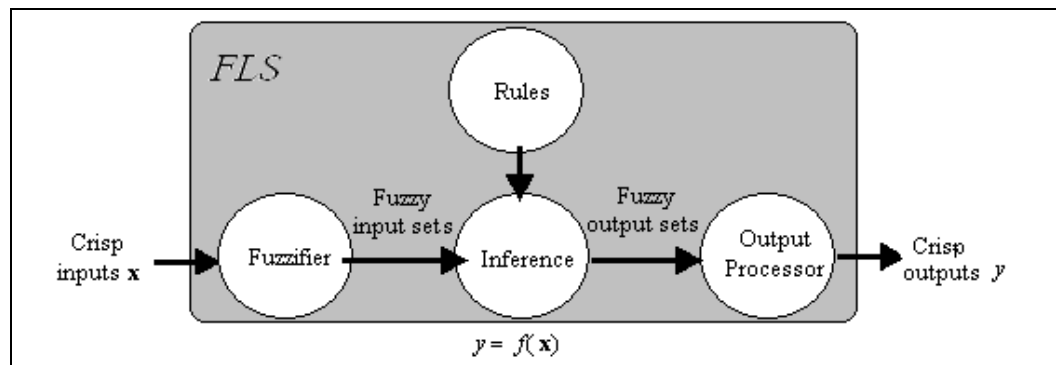 FLS
Rules
Fuzzy
input sets
Fuzzy
output sets
Crisp
inputs x
Fuzzifier
Inference
Output
Processor
Crisp
outputs y
y = f(x)